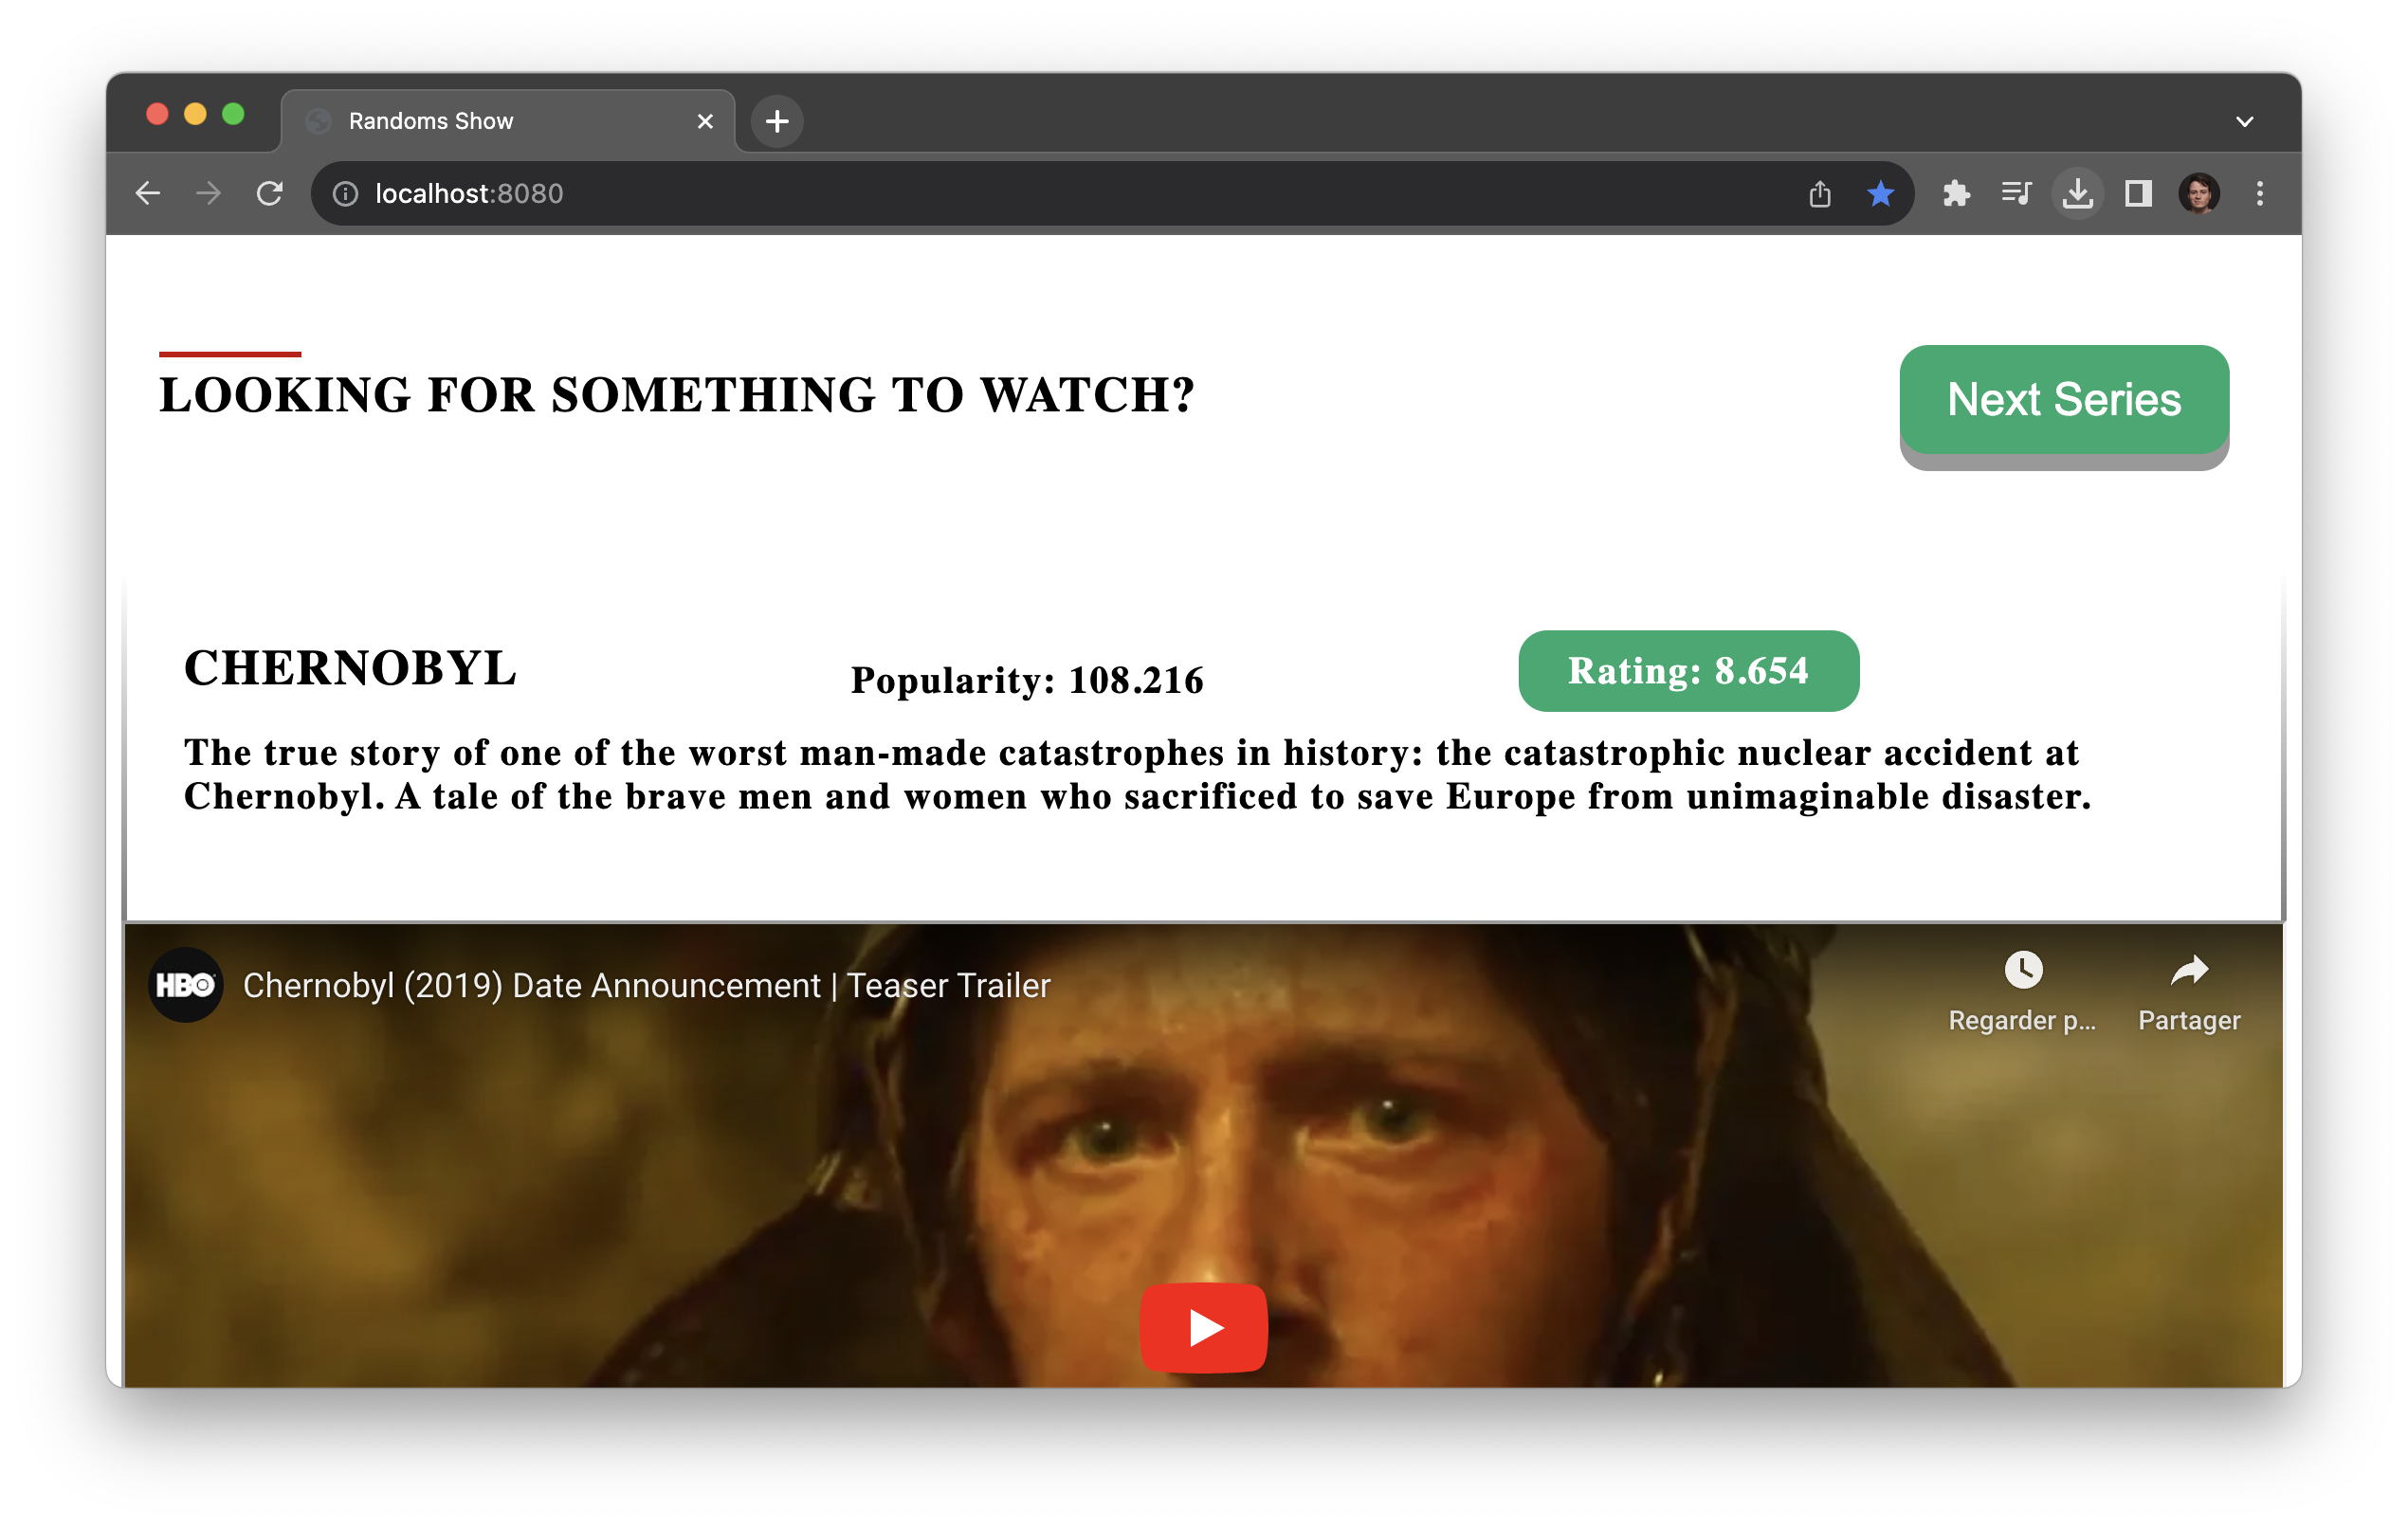 Randoms Show
localhost:8080
LOOKING FOR SOMETHING TO WATCH?
Next Series
CHERNOBYL
Popularity: 108.216
Rating: 8.654
The true story of one of the worst man-made catastrophes in history: the catastrophic nuclear accident at
Chernobyl. A tale of the brave men and women who sacrificed to save Europe from unimaginable disaster.
HBO
Chernobyl (2019) Date Announcement | Teaser Trailer
Regarder p...
Partager